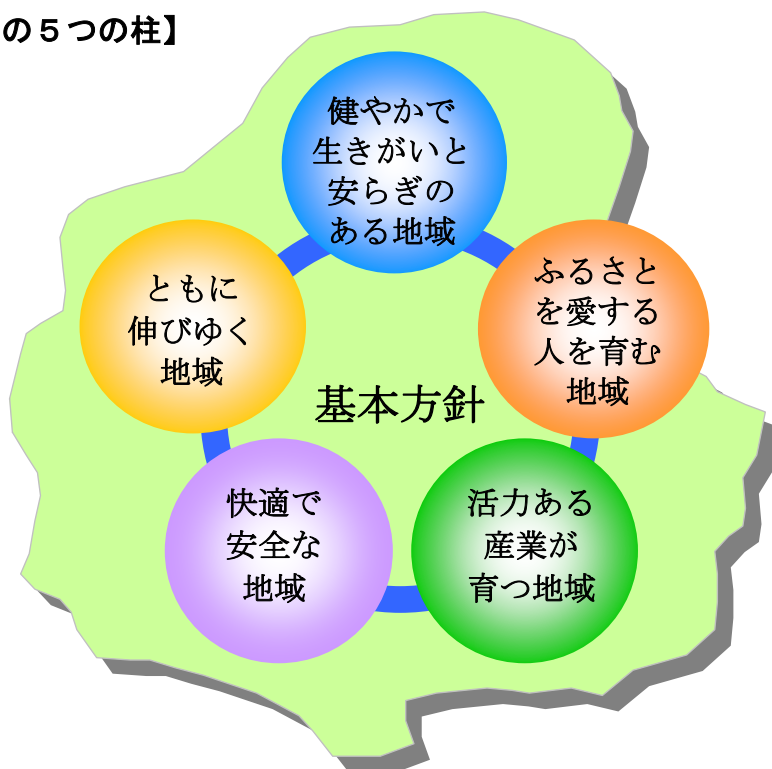 の５つの柱】
健やかで
生きがいと
安らぎの
ある地域
ふるさと
を愛する
人を育む
地域
ともに
伸びゆく
地域
基本方針
快適で
安全な
地域
活力ある
産業が
育つ地域